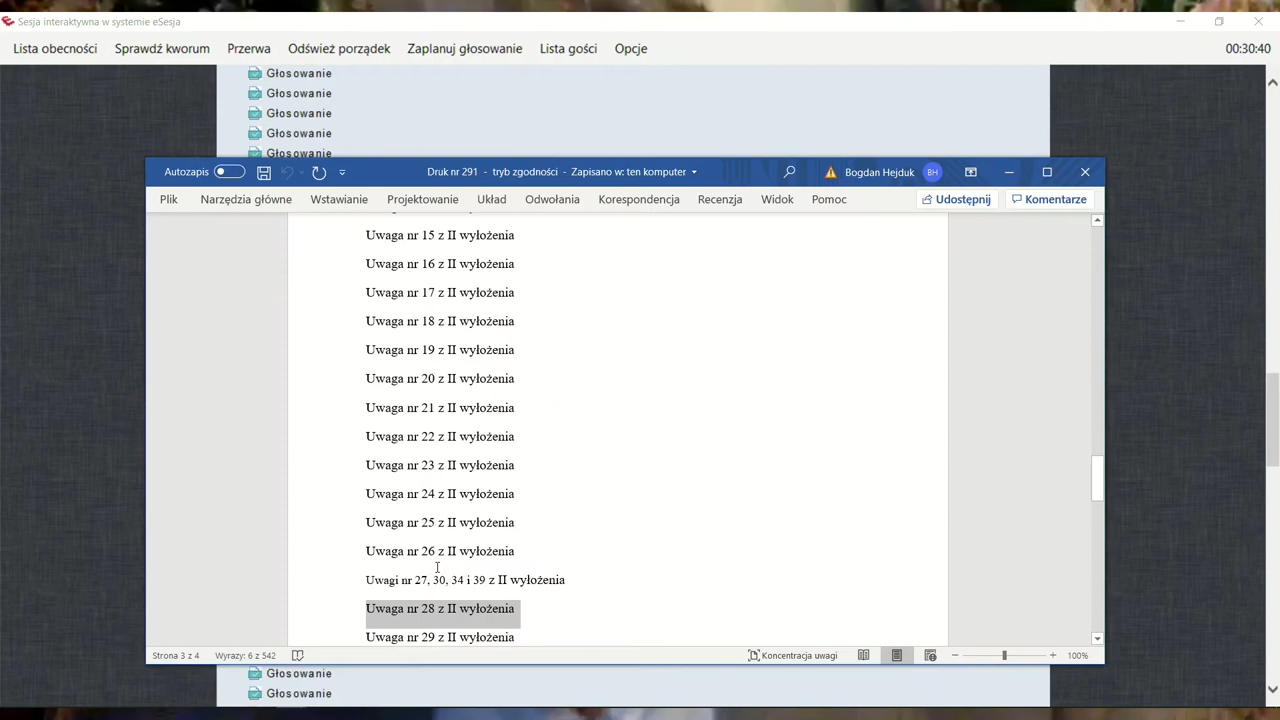 Sesja interaktywna w systemie eSesja
Lista obecności Sprawdź kworum Przerwa Odśwież porządek Zaplanuj głosowanie Lista gości Opcje 00:30:40
Głosowanie
Głosowanie
Głosowanie
Głosowanie
Głosowanie
Autozapis Druk nr 291 - tryb zgodności - Zapisano w: ten komputer Bogdan Hejduk BH
Plik Narzędzia główne Wstawianie Projektowanie Układ Odwołania Korespondencja Recenzja Widok Pomoc Udostępnij Komentarze
Uwaga nr 15 z II wyłożenia
Uwaga nr 16 z II wyłożenia
Uwaga nr 17 z II wyłożenia
Uwaga nr 18 z II wyłożenia
Uwaga nr 19 z II wyłożenia
Uwaga nr 20 z II wyłożenia
Uwaga nr 21 z II wyłożenia
Uwaga nr 22 z II wyłożenia
Uwaga nr 23 z II wyłożenia
Uwaga nr 24 z II wyłożenia
Uwaga nr 25 z II wyłożenia
Uwaga nr 26 z II wyłożenia
Uwagi nr 27, 30, 34 i 39 z II wyłożenia
Uwaga nr 28 z II wyłożenia
Uwaga nr 29 z II wyłożenia
Strona 3 z 4 Wyrazy: 6 z 542 Koncentracja uwagi 100%
Głosowanie
Głosowanie